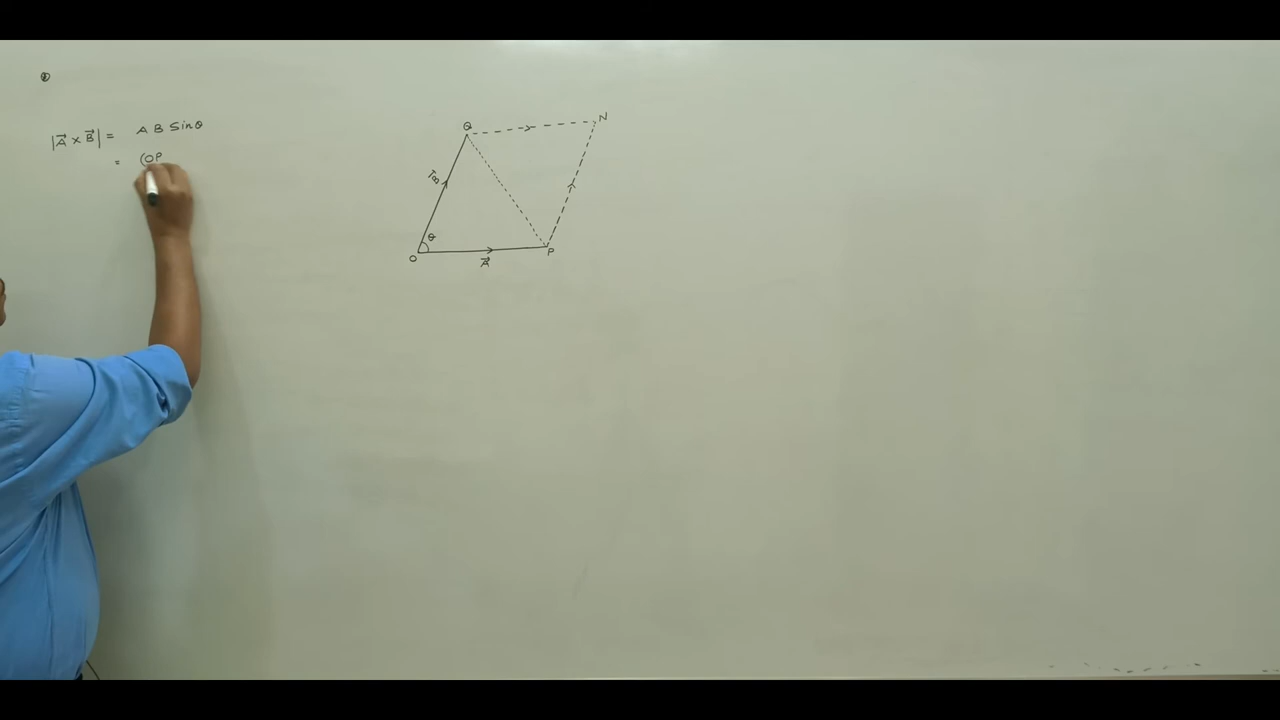 |A⃗ × B⃗| = A B Sinθ
= (OP
Q
N
B⃗
θ
O
A⃗
P